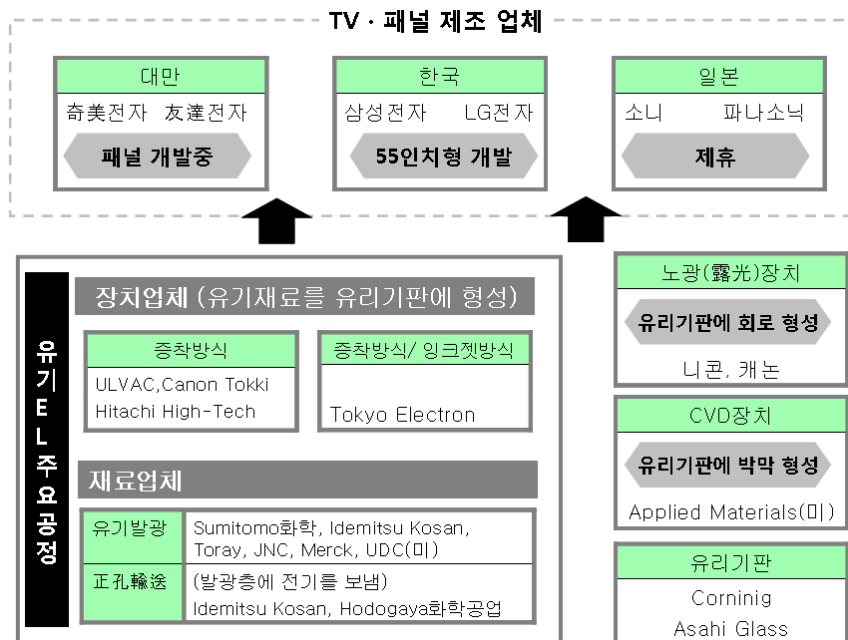 TV · 패널 제조 업체
대만
奇美전자 友達전자
패널 개발중
한국
삼성전자 LG전자
55인치형 개발
일본
소니 파나소닉
제휴
유기EL주요공정
장치업체 (유기재료를 유리기판에 형성)
증착방식
ULVAC,Canon Tokki
Hitachi High-Tech
증착방식/ 잉크젯방식
Tokyo Electron
재료업체
유기발광
Sumitomo화학, Idemitsu Kosan,
Toray, JNC, Merck, UDC(미)
正孔輸送
(발광층에 전기를 보냄)
Idemitsu Kosan, Hodogaya화학공업
노광(露光)장치
유리기판에 회로 형성
니콘, 캐논
CVD장치
유리기판에 박막 형성
Applied Materials(미)
유리기판
Corninig
Asahi Glass